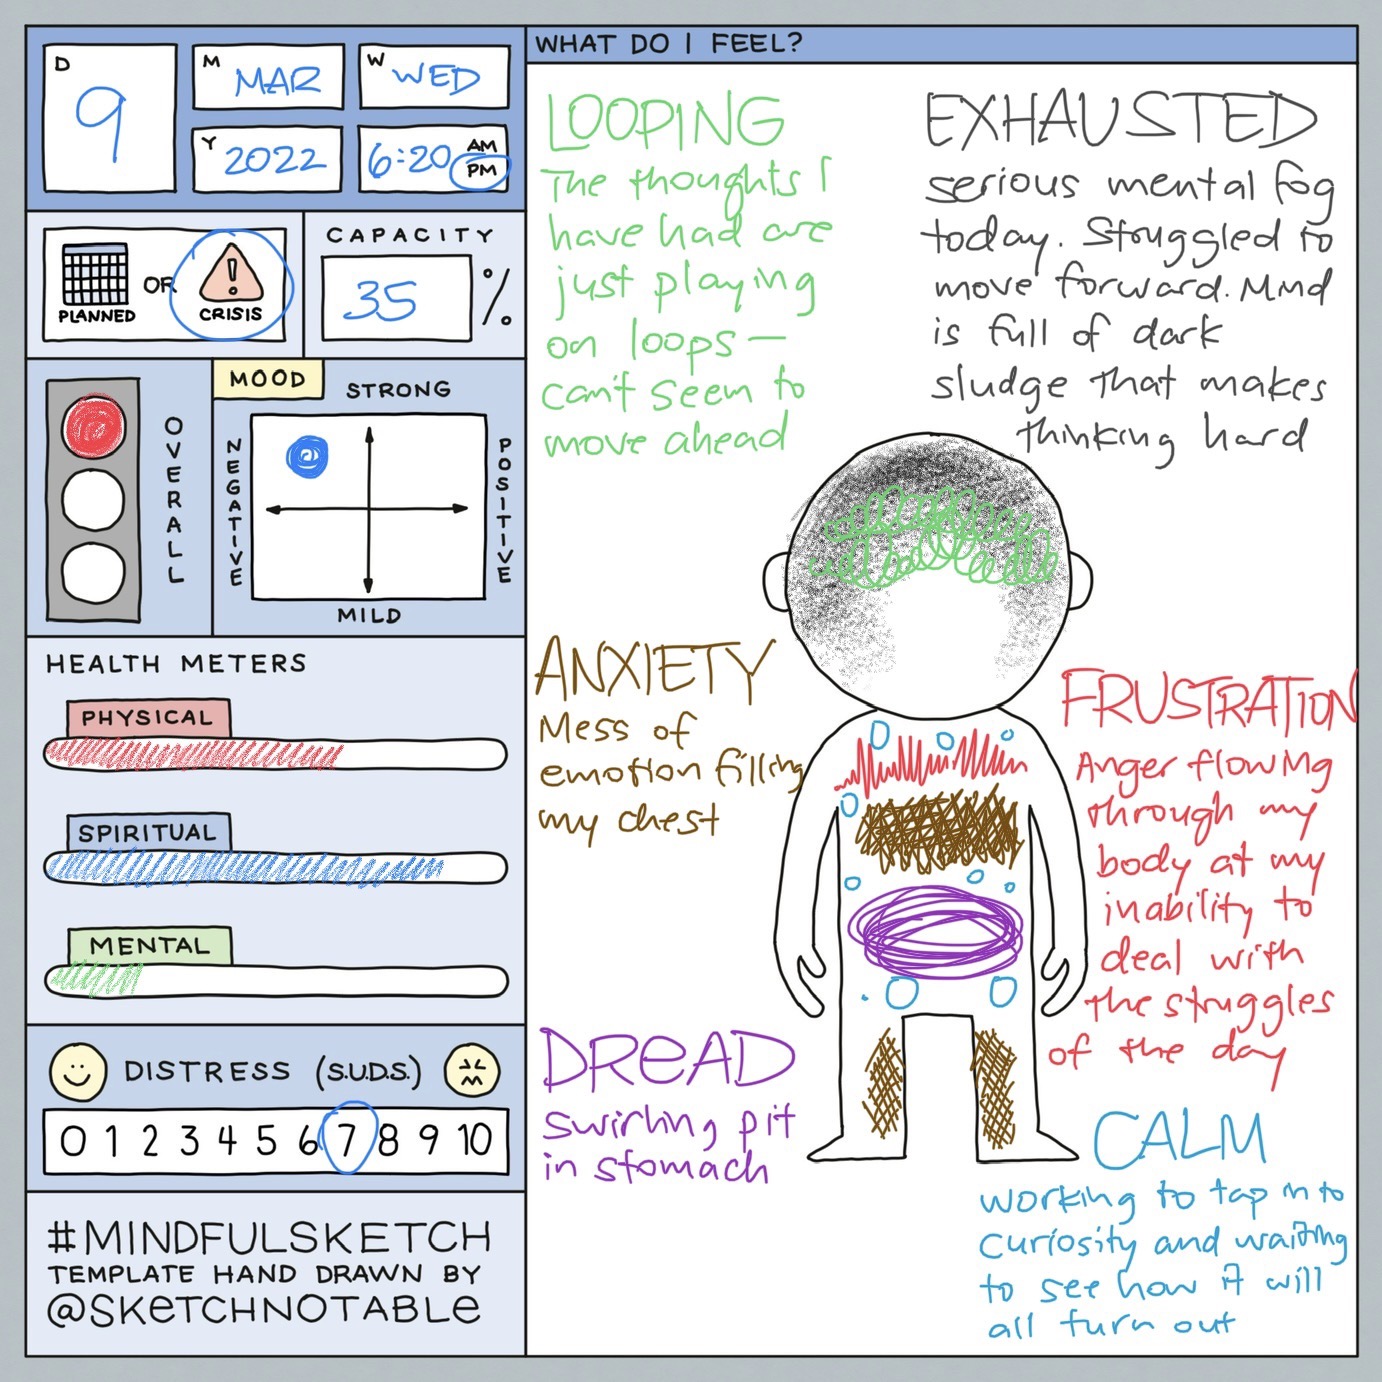 D
9
M
MAR
W
WED
Y
2022
6:20
AM
PM
PLANNED
OR
CRISIS
CAPACITY
35 %
OVERALL
MOOD
STRONG
NEGATIVE
POSITIVE
MILD
HEALTH METERS
PHYSICAL
SPIRITUAL
MENTAL
DISTRESS (S.U.D.S.)
0 1 2 3 4 5 6 7 8 9 10
#MINDFULSKETCH
TEMPLATE HAND DRAWN BY
@SKETCHNOTABLE
WHAT DO I FEEL?
LOOPING
The thoughts I
have had are
just playing
on loops —
can't seem to
move ahead
EXHAUSTED
serious mental fog
today. Struggled to
move forward. Mind
is full of dark
sludge that makes
thinking hard
ANXIETY
Mess of
emotion filling
my chest
FRUSTRATION
Anger flowing
through my
body at my
inability to
deal with
the struggles
of the day
DREAD
swirling pit
in stomach
CALM
working to tap into
curiosity and waiting
to see how it will
all turn out